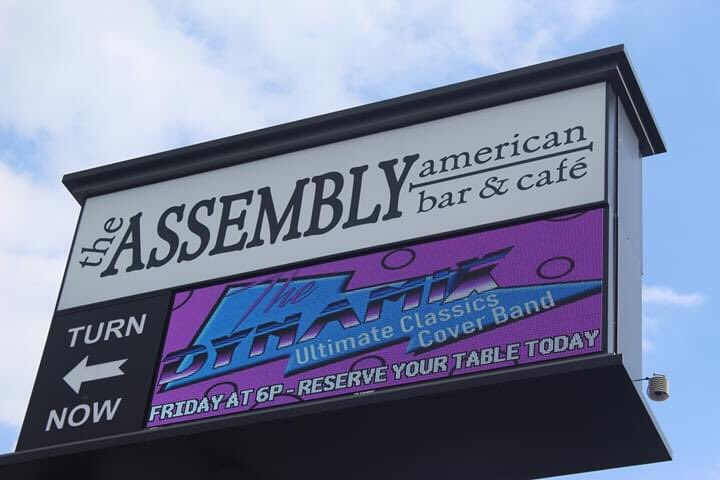 the ASSEMBLY american
bar & café
TURN
NOW
The
DYNAMIX
Ultimate Classics
Cover Band
FRIDAY AT 6P - RESERVE YOUR TABLE TODAY